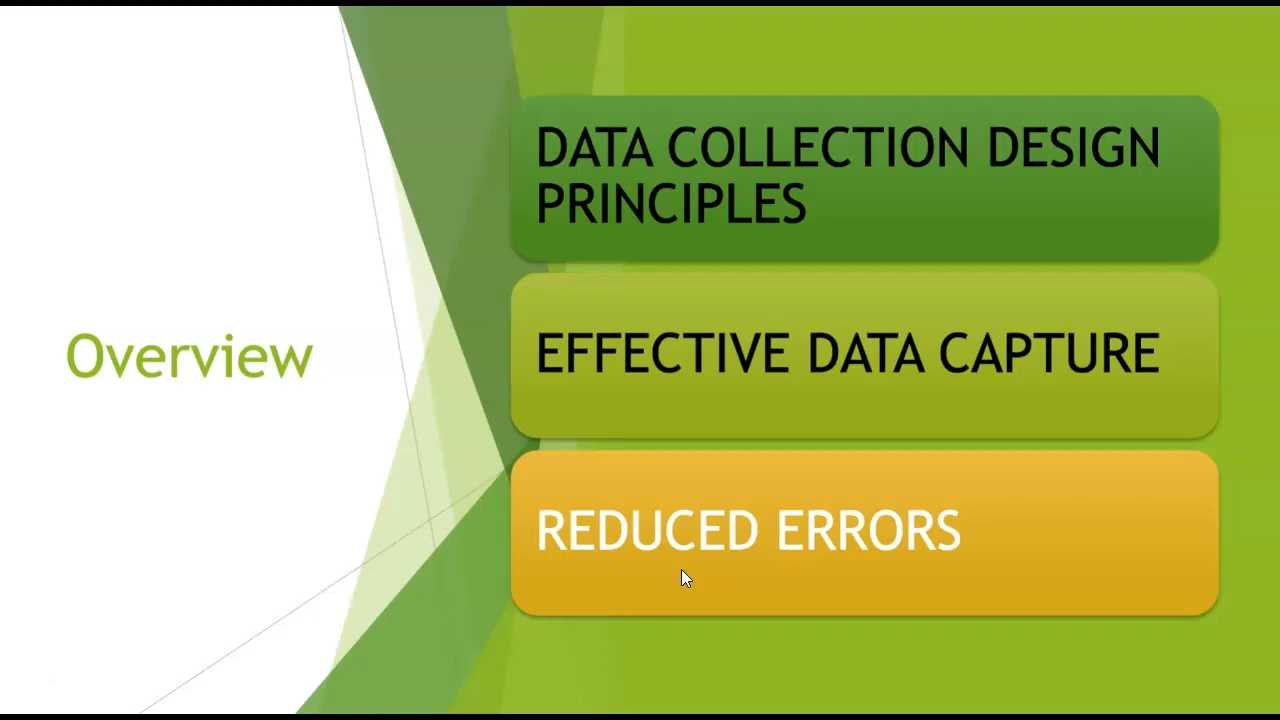 Overview
DATA COLLECTION DESIGN
PRINCIPLES
EFFECTIVE DATA CAPTURE
REDUCED ERRORS